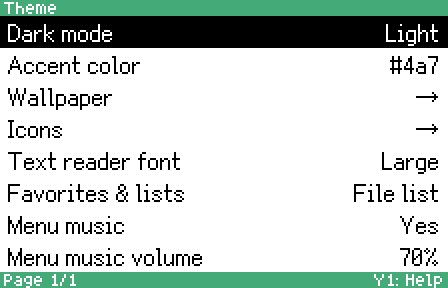 Theme
Dark mode Light
Accent color #4a7
Wallpaper →
Icons →
Text reader font Large
Favorites & lists File list
Menu music Yes
Menu music volume 70%
Page 1/1 Y1: Help